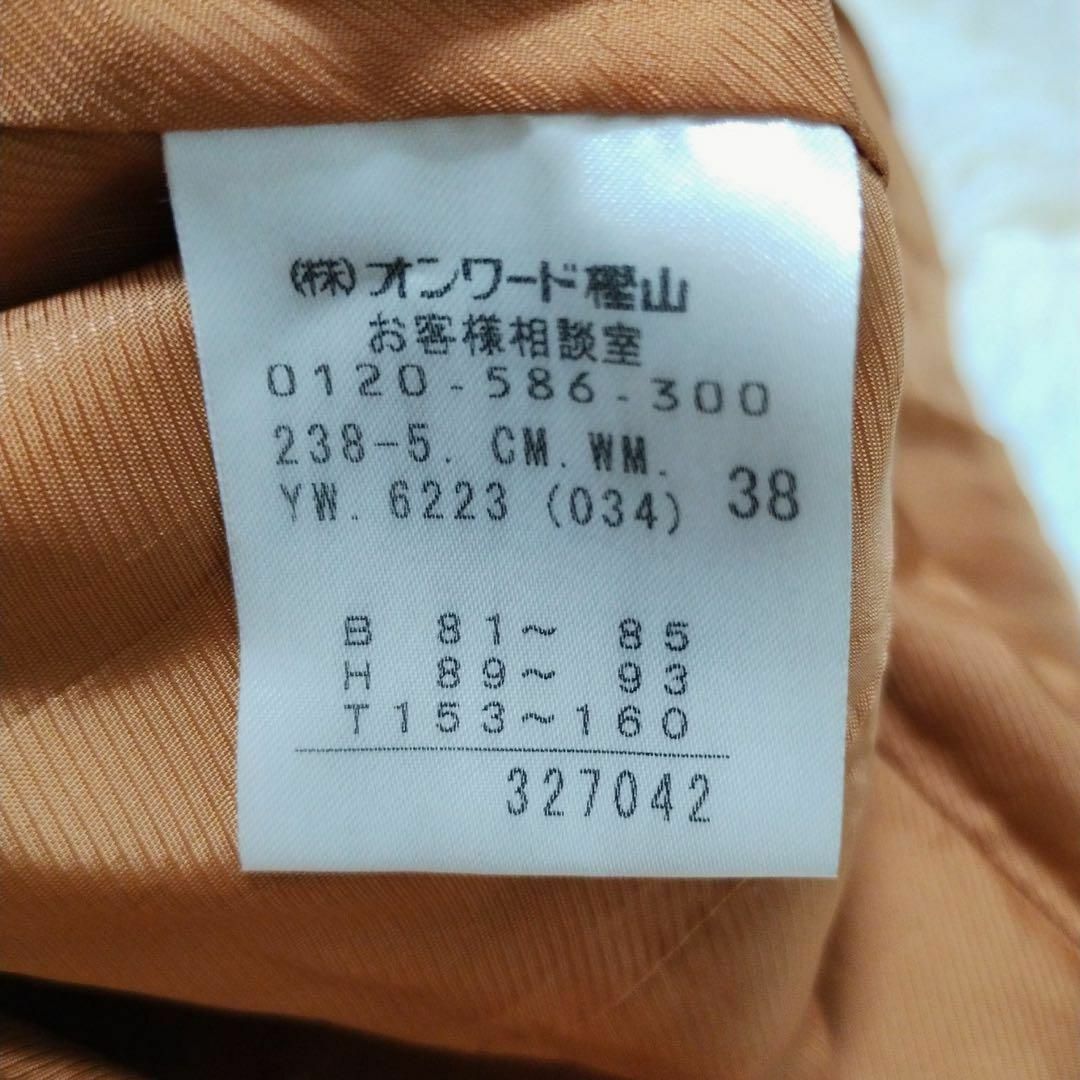 (株)オンワード樫山
お客様相談室
0120-586-300
238-5. CM. WM.
YW. 6223 (034) 38
B 81~ 85
H 89~ 93
T153~160
327042